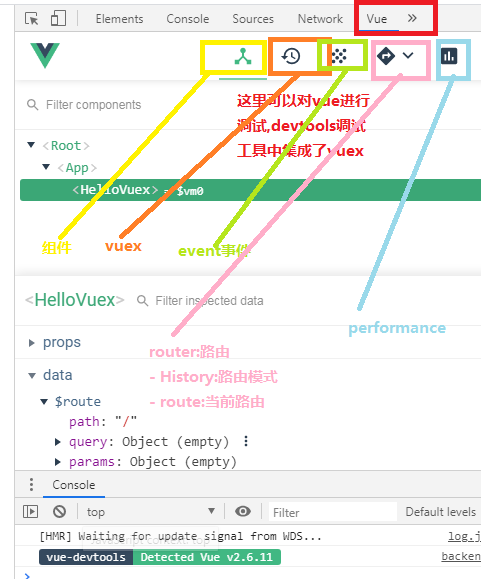 Elements Console Sources Network Vue »
Filter components
这里可以对vue进行
调试,devtools调试
工具中集成了vuex
<Root>
<App>
<HelloVuex> = $vm0
组件
vuex
event事件
<HelloVuex> Filter inspected data
performance
props
router:路由
data
- History:路由模式
$route
- route:当前路由
path: "/"
query: Object (empty)
params: Object (empty)
Console
top Filter Default levels
[HMR] Waiting for update signal from WDS... log.j
JavaScript context: top
vue-devtools Detected Vue v2.6.11 backen